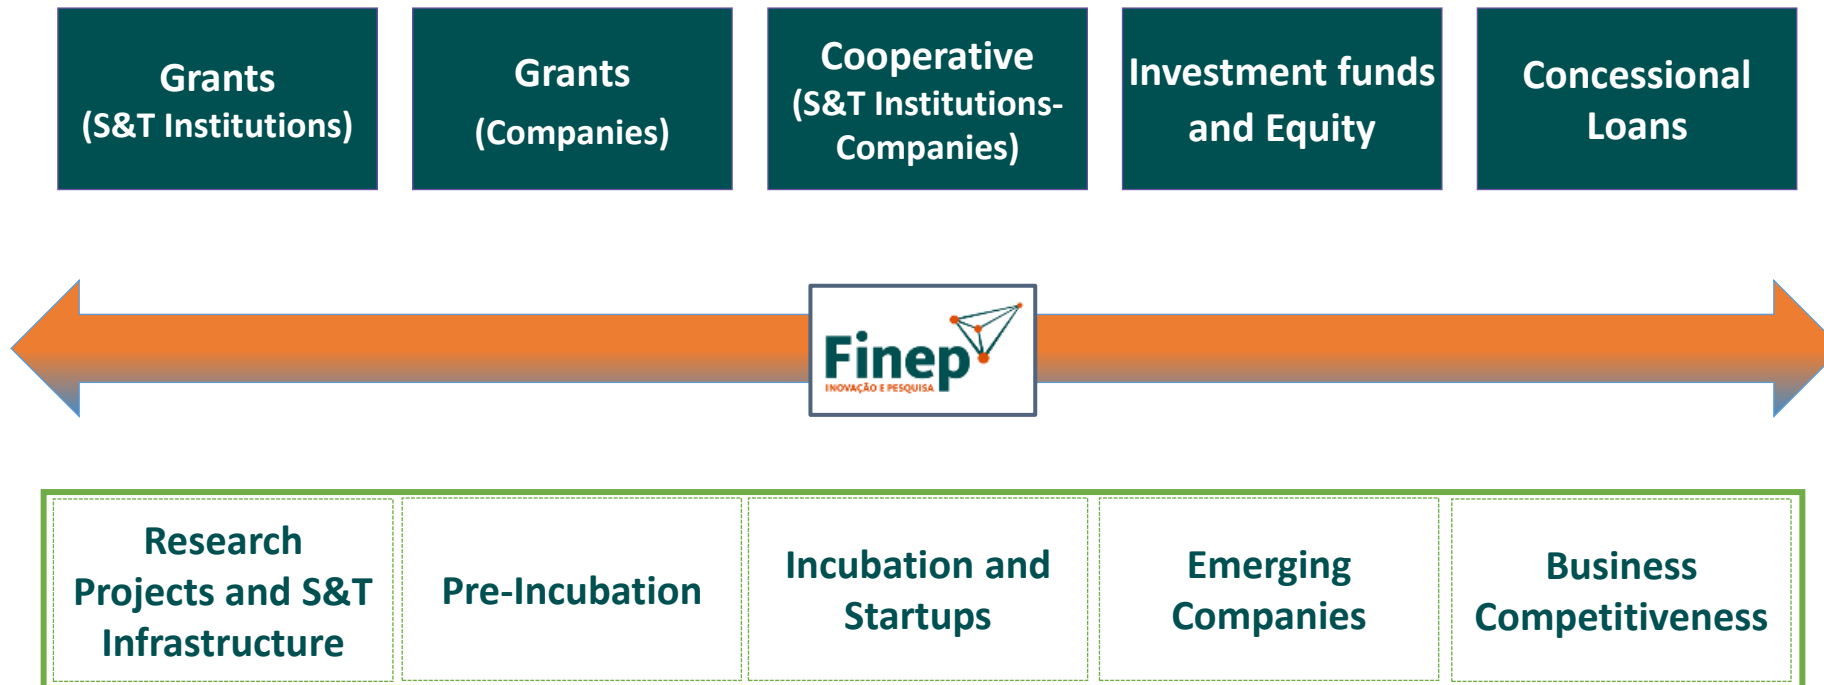 Grants
(S&T Institutions)
Grants
(Companies)
Cooperative
(S&T Institutions-
Companies)
Investment funds
and Equity
Concessional
Loans
Finep
INOVAÇÃO E PESQUISA
Research
Projects and S&T
Infrastructure
Pre-Incubation
Incubation and
Startups
Emerging
Companies
Business
Competitiveness